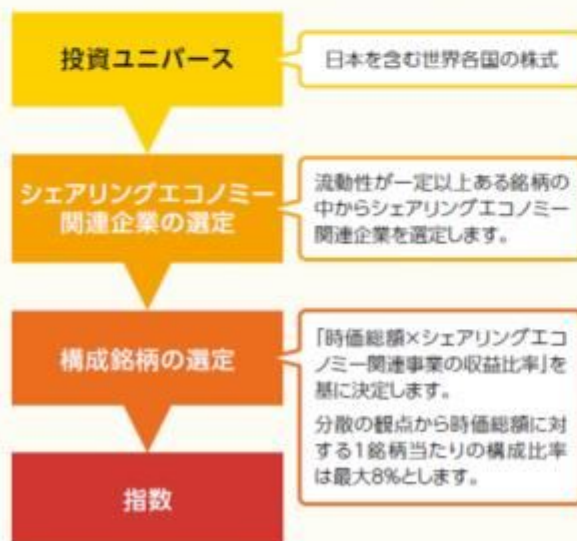 投資ユニバース
日本を含む世界各国の株式
シェアリングエコノミー
関連企業の選定
流動性が一定以上ある銘柄の
中からシェアリングエコノミー
関連企業を選定します。
構成銘柄の選定
「時価総額×シェアリングエコ
ノミー関連事業の収益比率」を
基に決定します。
分散の観点から時価総額に対
する1銘柄当たりの構成比率
は最大8%とします。
指数